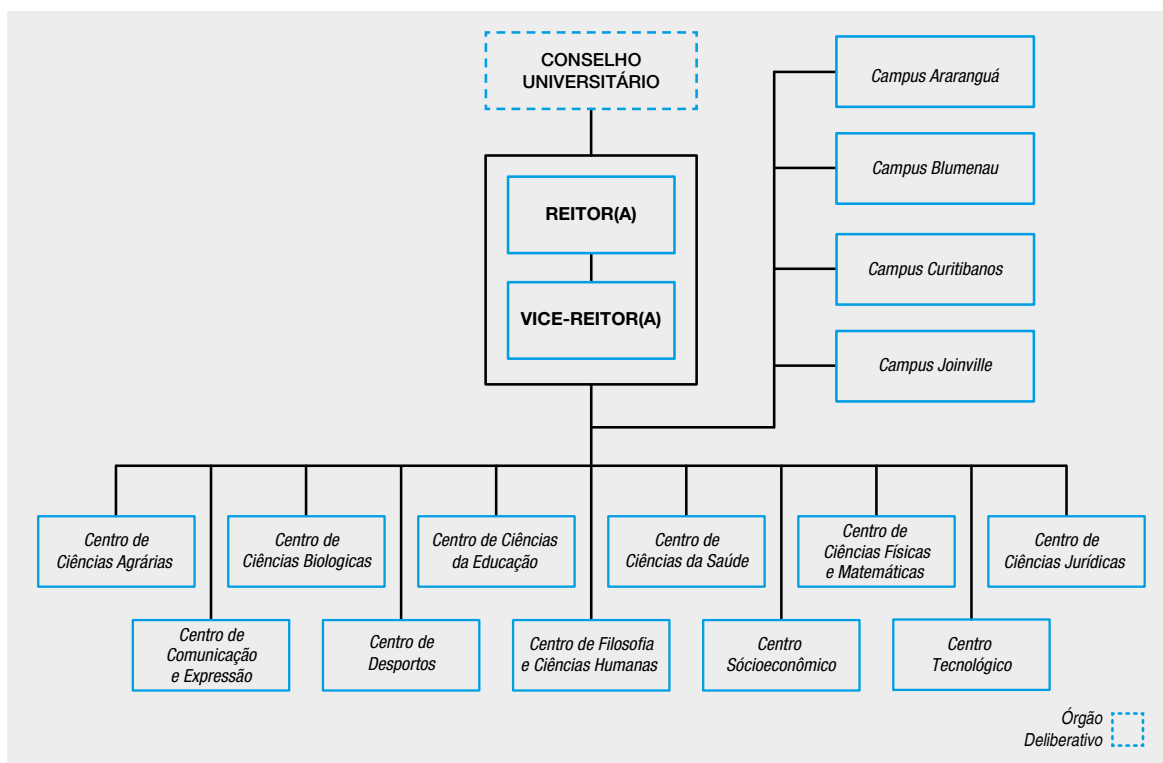 CONSELHO
UNIVERSITÁRIO
REITOR(A)
VICE-REITOR(A)
Campus Araranguá
Campus Blumenau
Campus Curitibanos
Campus Joinville
Centro de
Ciências Agrárias
Centro de
Ciências Biologicas
Centro de Ciências
da Educação
Centro de
Ciências da Saúde
Centro de
Ciências Físicas
e Matemáticas
Centro de
Ciências Jurídicas
Centro de
Comunicação
e Expressão
Centro de
Desportos
Centro de Filosofia
e Ciências Humanas
Centro
Sócioeconômico
Centro
Tecnológico
Órgão
Deliberativo